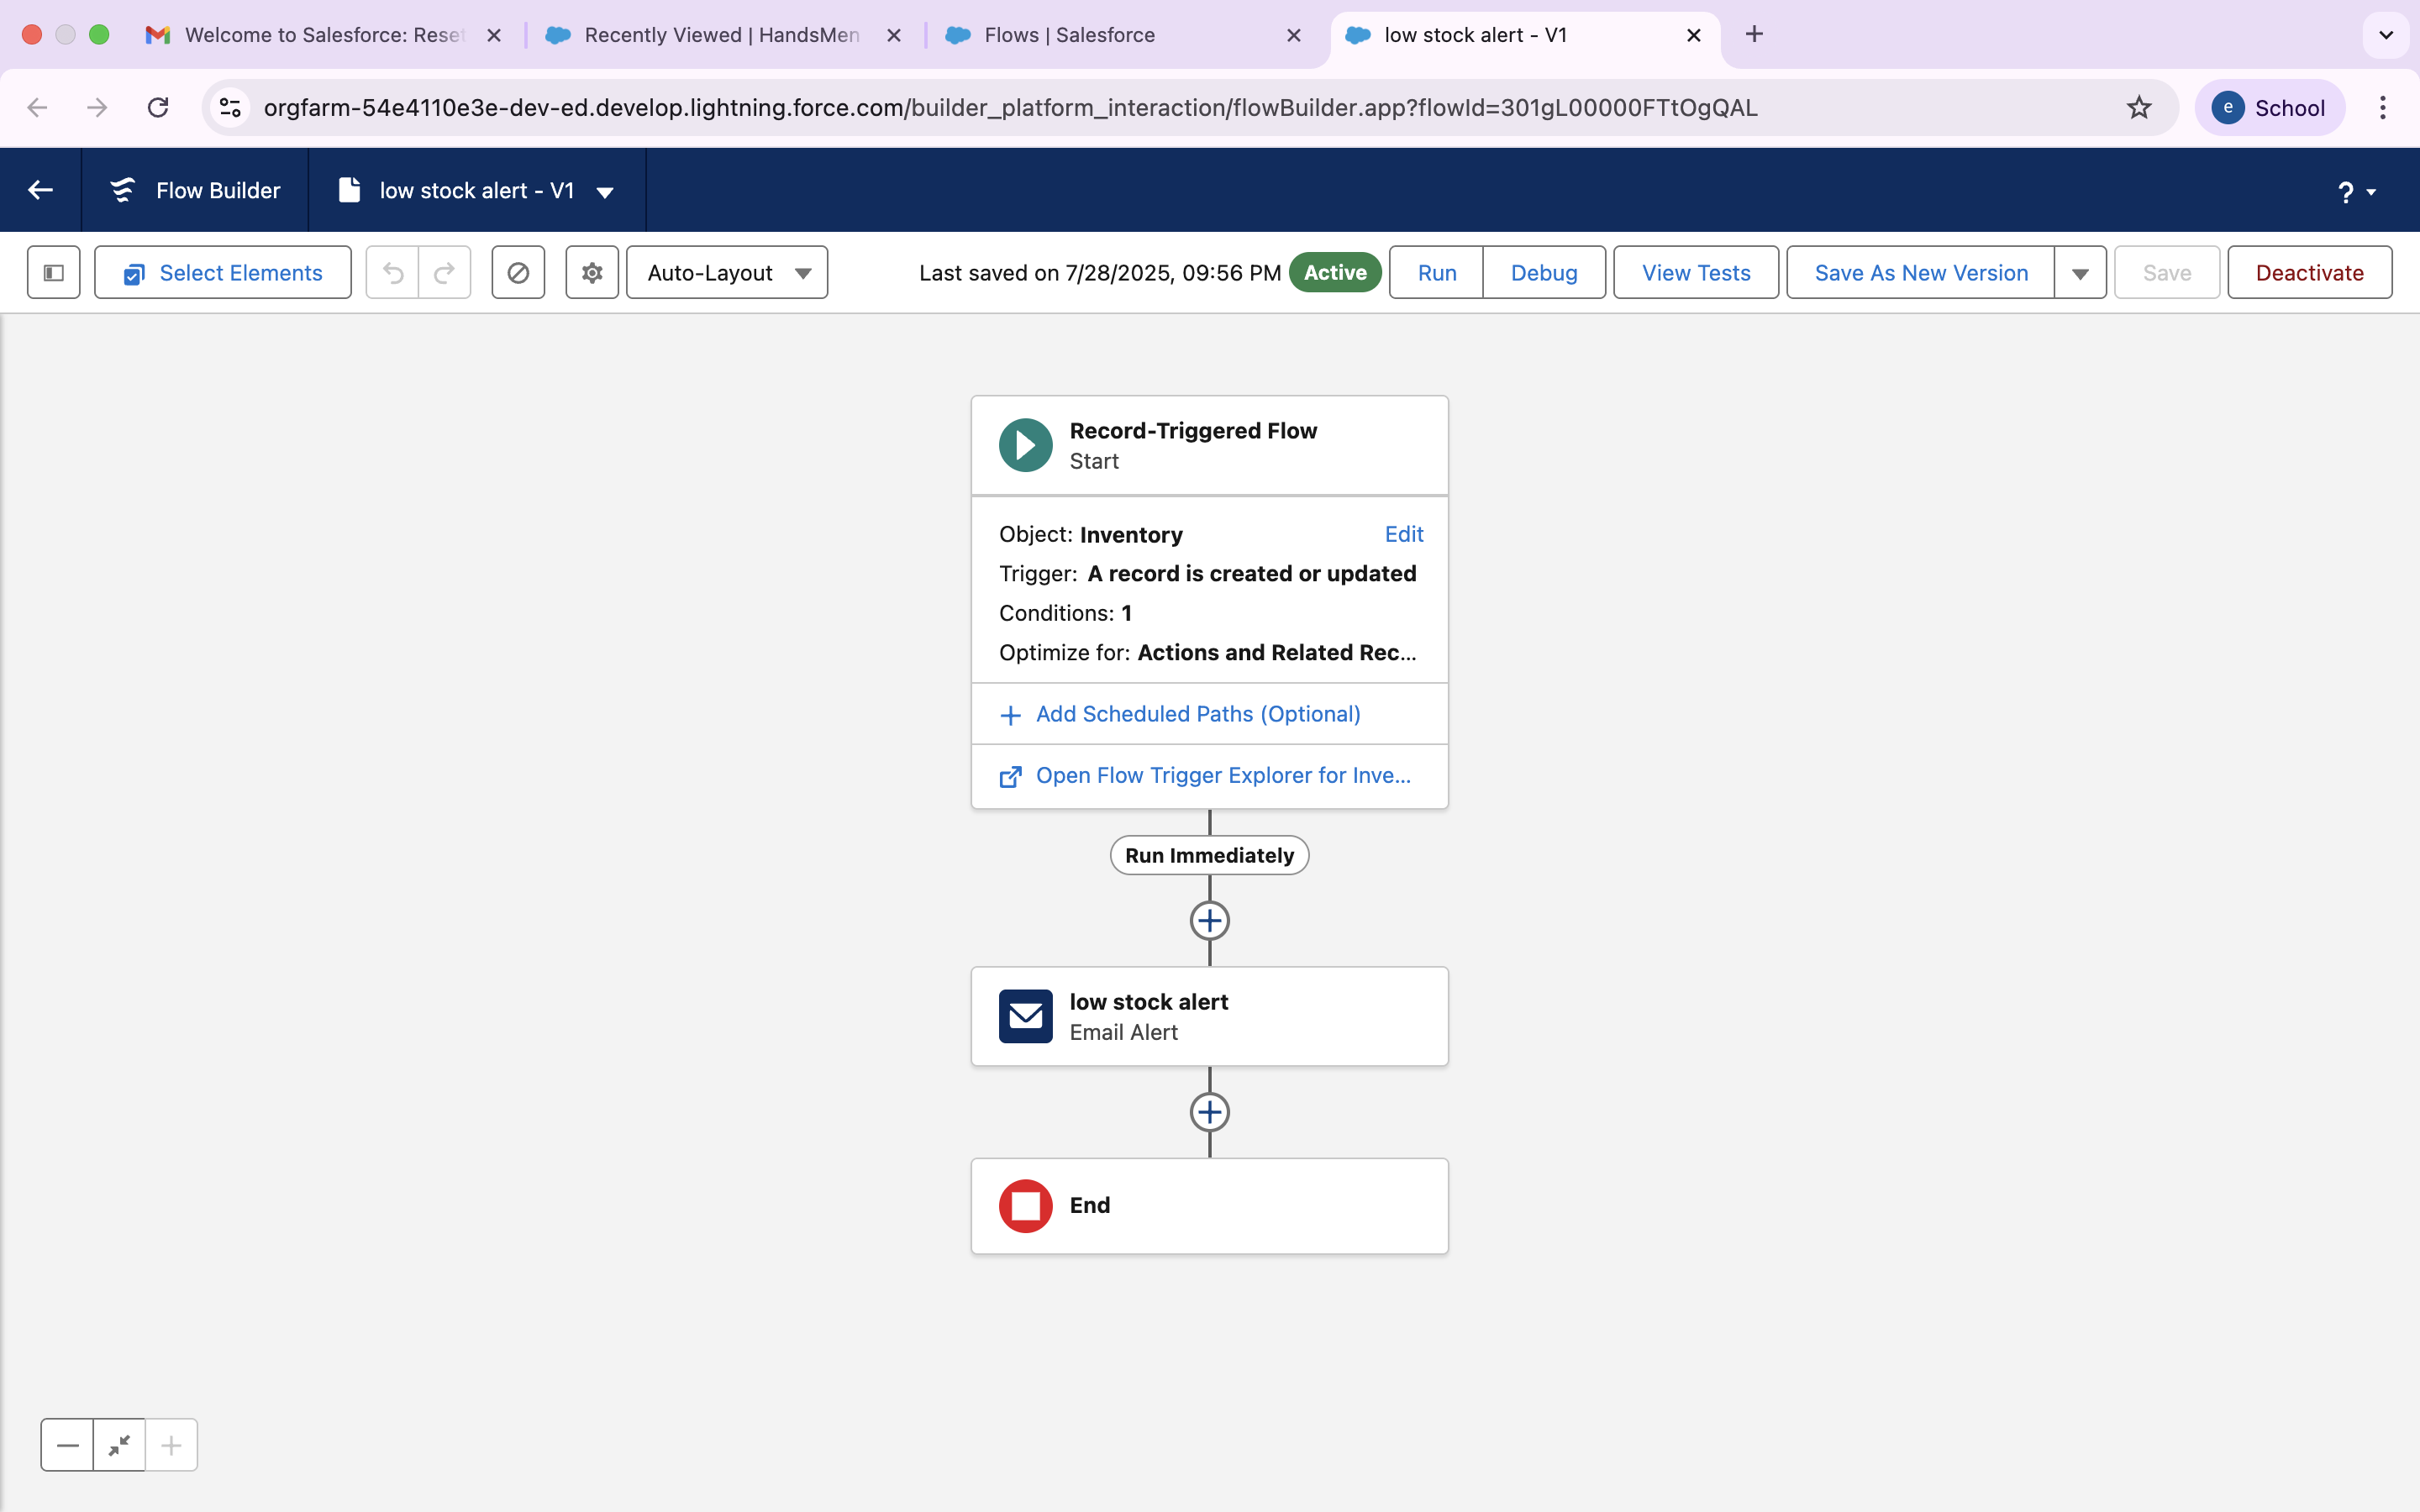 Welcome to Salesforce: Reset
Recently Viewed | HandsMen
Flows | Salesforce
low stock alert - V1
orgfarm-54e4110e3e-dev-ed.develop.lightning.force.com/builder_platform_interaction/flowBuilder.app?flowId=301gL00000FTtOgQAL
e School
Flow Builder
low stock alert - V1
?
Select Elements
Auto-Layout
Last saved on 7/28/2025, 09:56 PM
Active
Run
Debug
View Tests
Save As New Version
Save
Deactivate
Record-Triggered Flow
Start
Object: Inventory
Edit
Trigger: A record is created or updated
Conditions: 1
Optimize for: Actions and Related Rec...
Add Scheduled Paths (Optional)
Open Flow Trigger Explorer for Inve...
Run Immediately
low stock alert
Email Alert
End